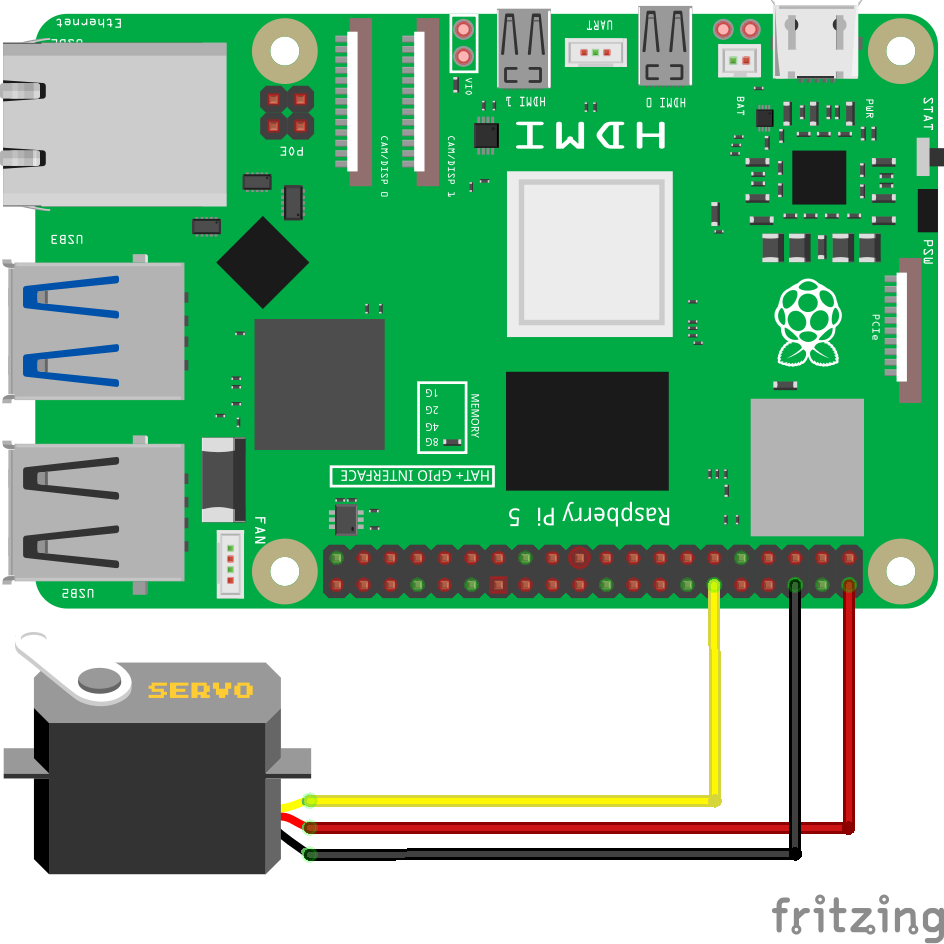 Ethernet
UART
VIO
HDMI 1
HDMI 0
BAT
PWR
STAT
HDMI
POE
CAM/DISP 0
CAM/DISP 1
USB3
PSW
PCIe
1G
2G
4G
8G
MEMORY
HAT+ GPIO INTERFACE
Raspberry Pi 5
FAN
USB2
SERVO
fritzing